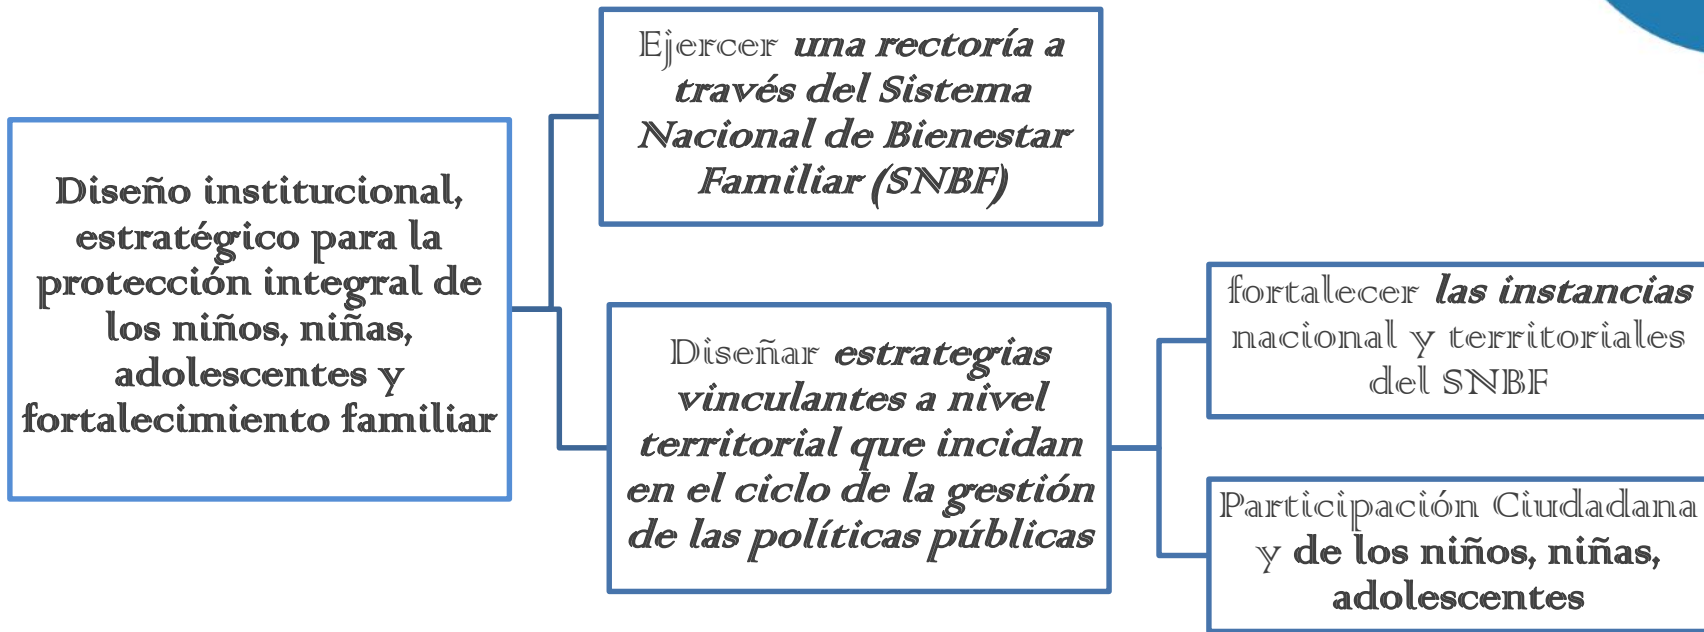 Diseño institucional,
estratégico para la
protección integral de
los niños, niñas,
adolescentes y
fortalecimiento familiar
Ejercer una rectoría a
través del Sistema
Nacional de Bienestar
Familiar (SNBF)
Diseñar estrategias
vinculantes a nivel
territorial que incidan
en el ciclo de la gestión
de las políticas públicas
fortalecer las instancias
nacional y territoriales
del SNBF
Participación Ciudadana
y de los niños, niñas,
adolescentes